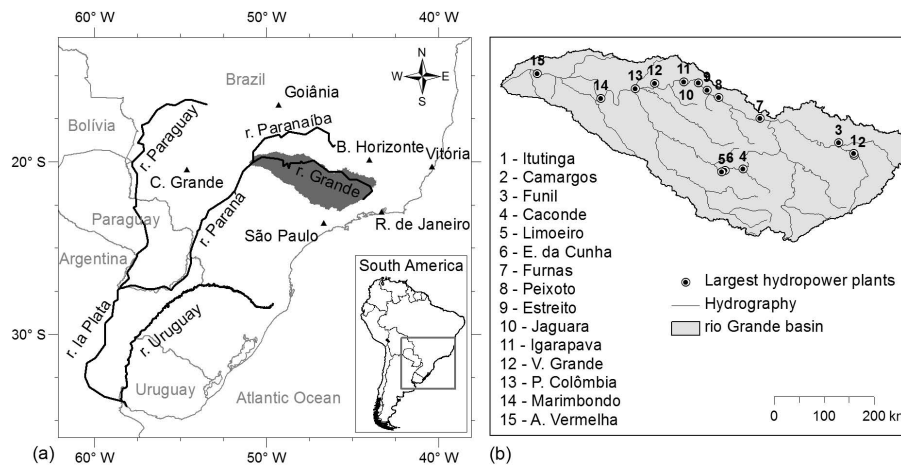 60° W
50° W
40° W
N
W
E
S
Brazil
Goiânia
Bolívia
r. Paraguay
r. Paranaíba
B. Horizonte
Vitória
20° S
C. Grande
r. Grande
r. Paraná
Paraguay
São Paulo
R. de Janeiro
Argentina
r. la Plata
r. Uruguay
30° S
Uruguay
Atlantic Ocean
South America
60° W
50° W
40° W
(a)
15
14
13
12
11
10
9
8
7
3
12
56
4
1 - Itutinga
2 - Camargos
3 - Funil
4 - Caconde
5 - Limoeiro
6 - E. da Cunha
7 - Furnas
8 - Peixoto
9 - Estreito
10 - Jaguara
11 - Igarapava
12 - V. Grande
13 - P. Colômbia
14 - Marimbondo
15 - A. Vermelha
Largest hydropower plants
Hydrography
rio Grande basin
0
100
200 km
(b)